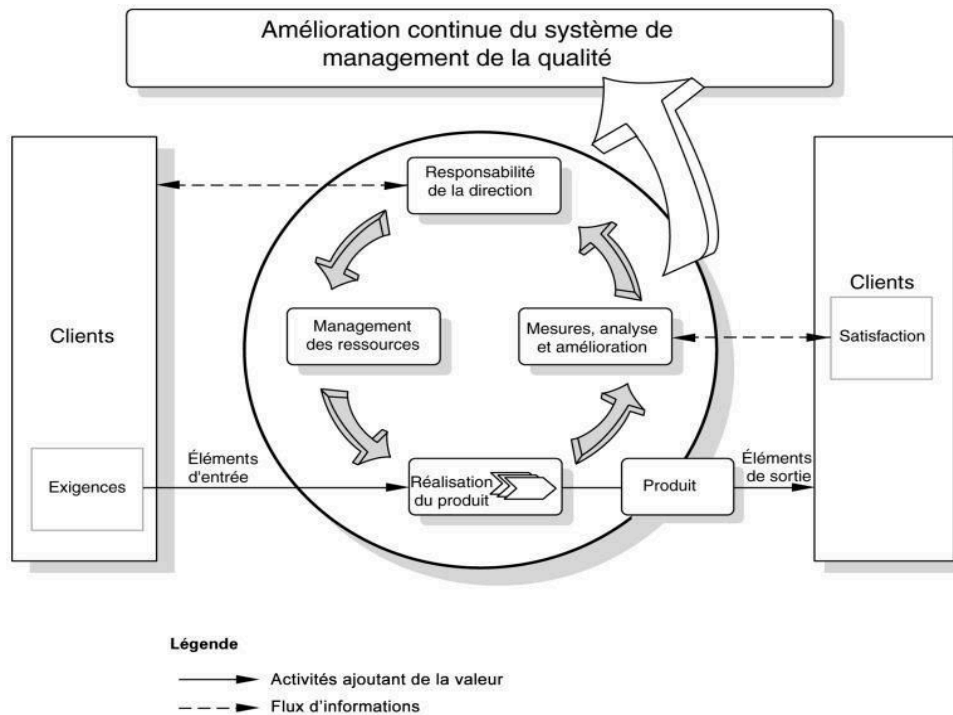 Amélioration continue du système de
management de la qualité
Responsabilité
de la direction
Clients
Management
des ressources
Mesures, analyse
et amélioration
Clients
Satisfaction
Exigences
Éléments
d'entrée
Réalisation
du produit
Produit
Éléments
de sortie
Légende
Activités ajoutant de la valeur
Flux d'informations